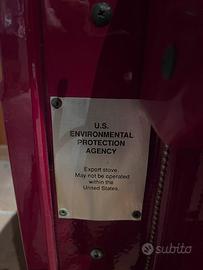 U.S.
ENVIRONMENTAL
PROTECTION
AGENCY
Export stove.
May not be operated
within the
United States.
subito